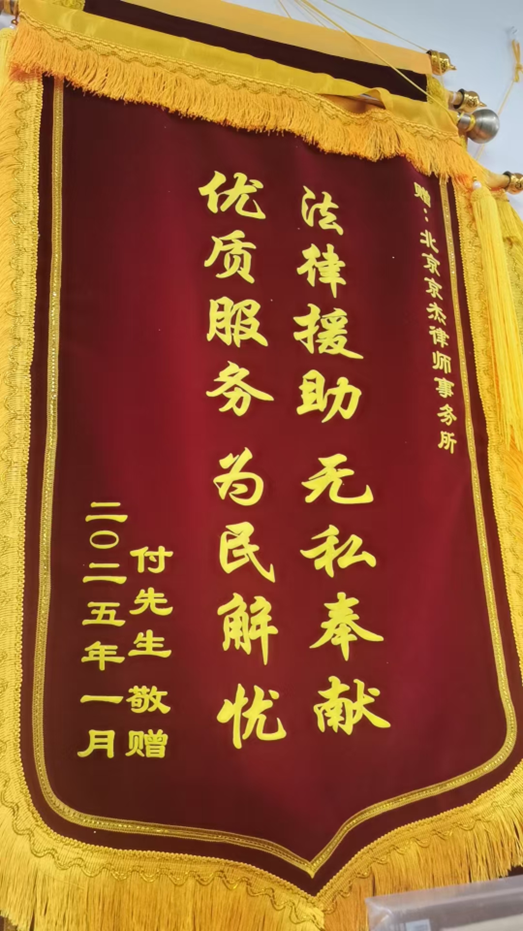 赠：北京京杰律师事务所
法律援助 无私奉献
优质服务 为民解忧
付先生 敬赠
二〇二五年一月